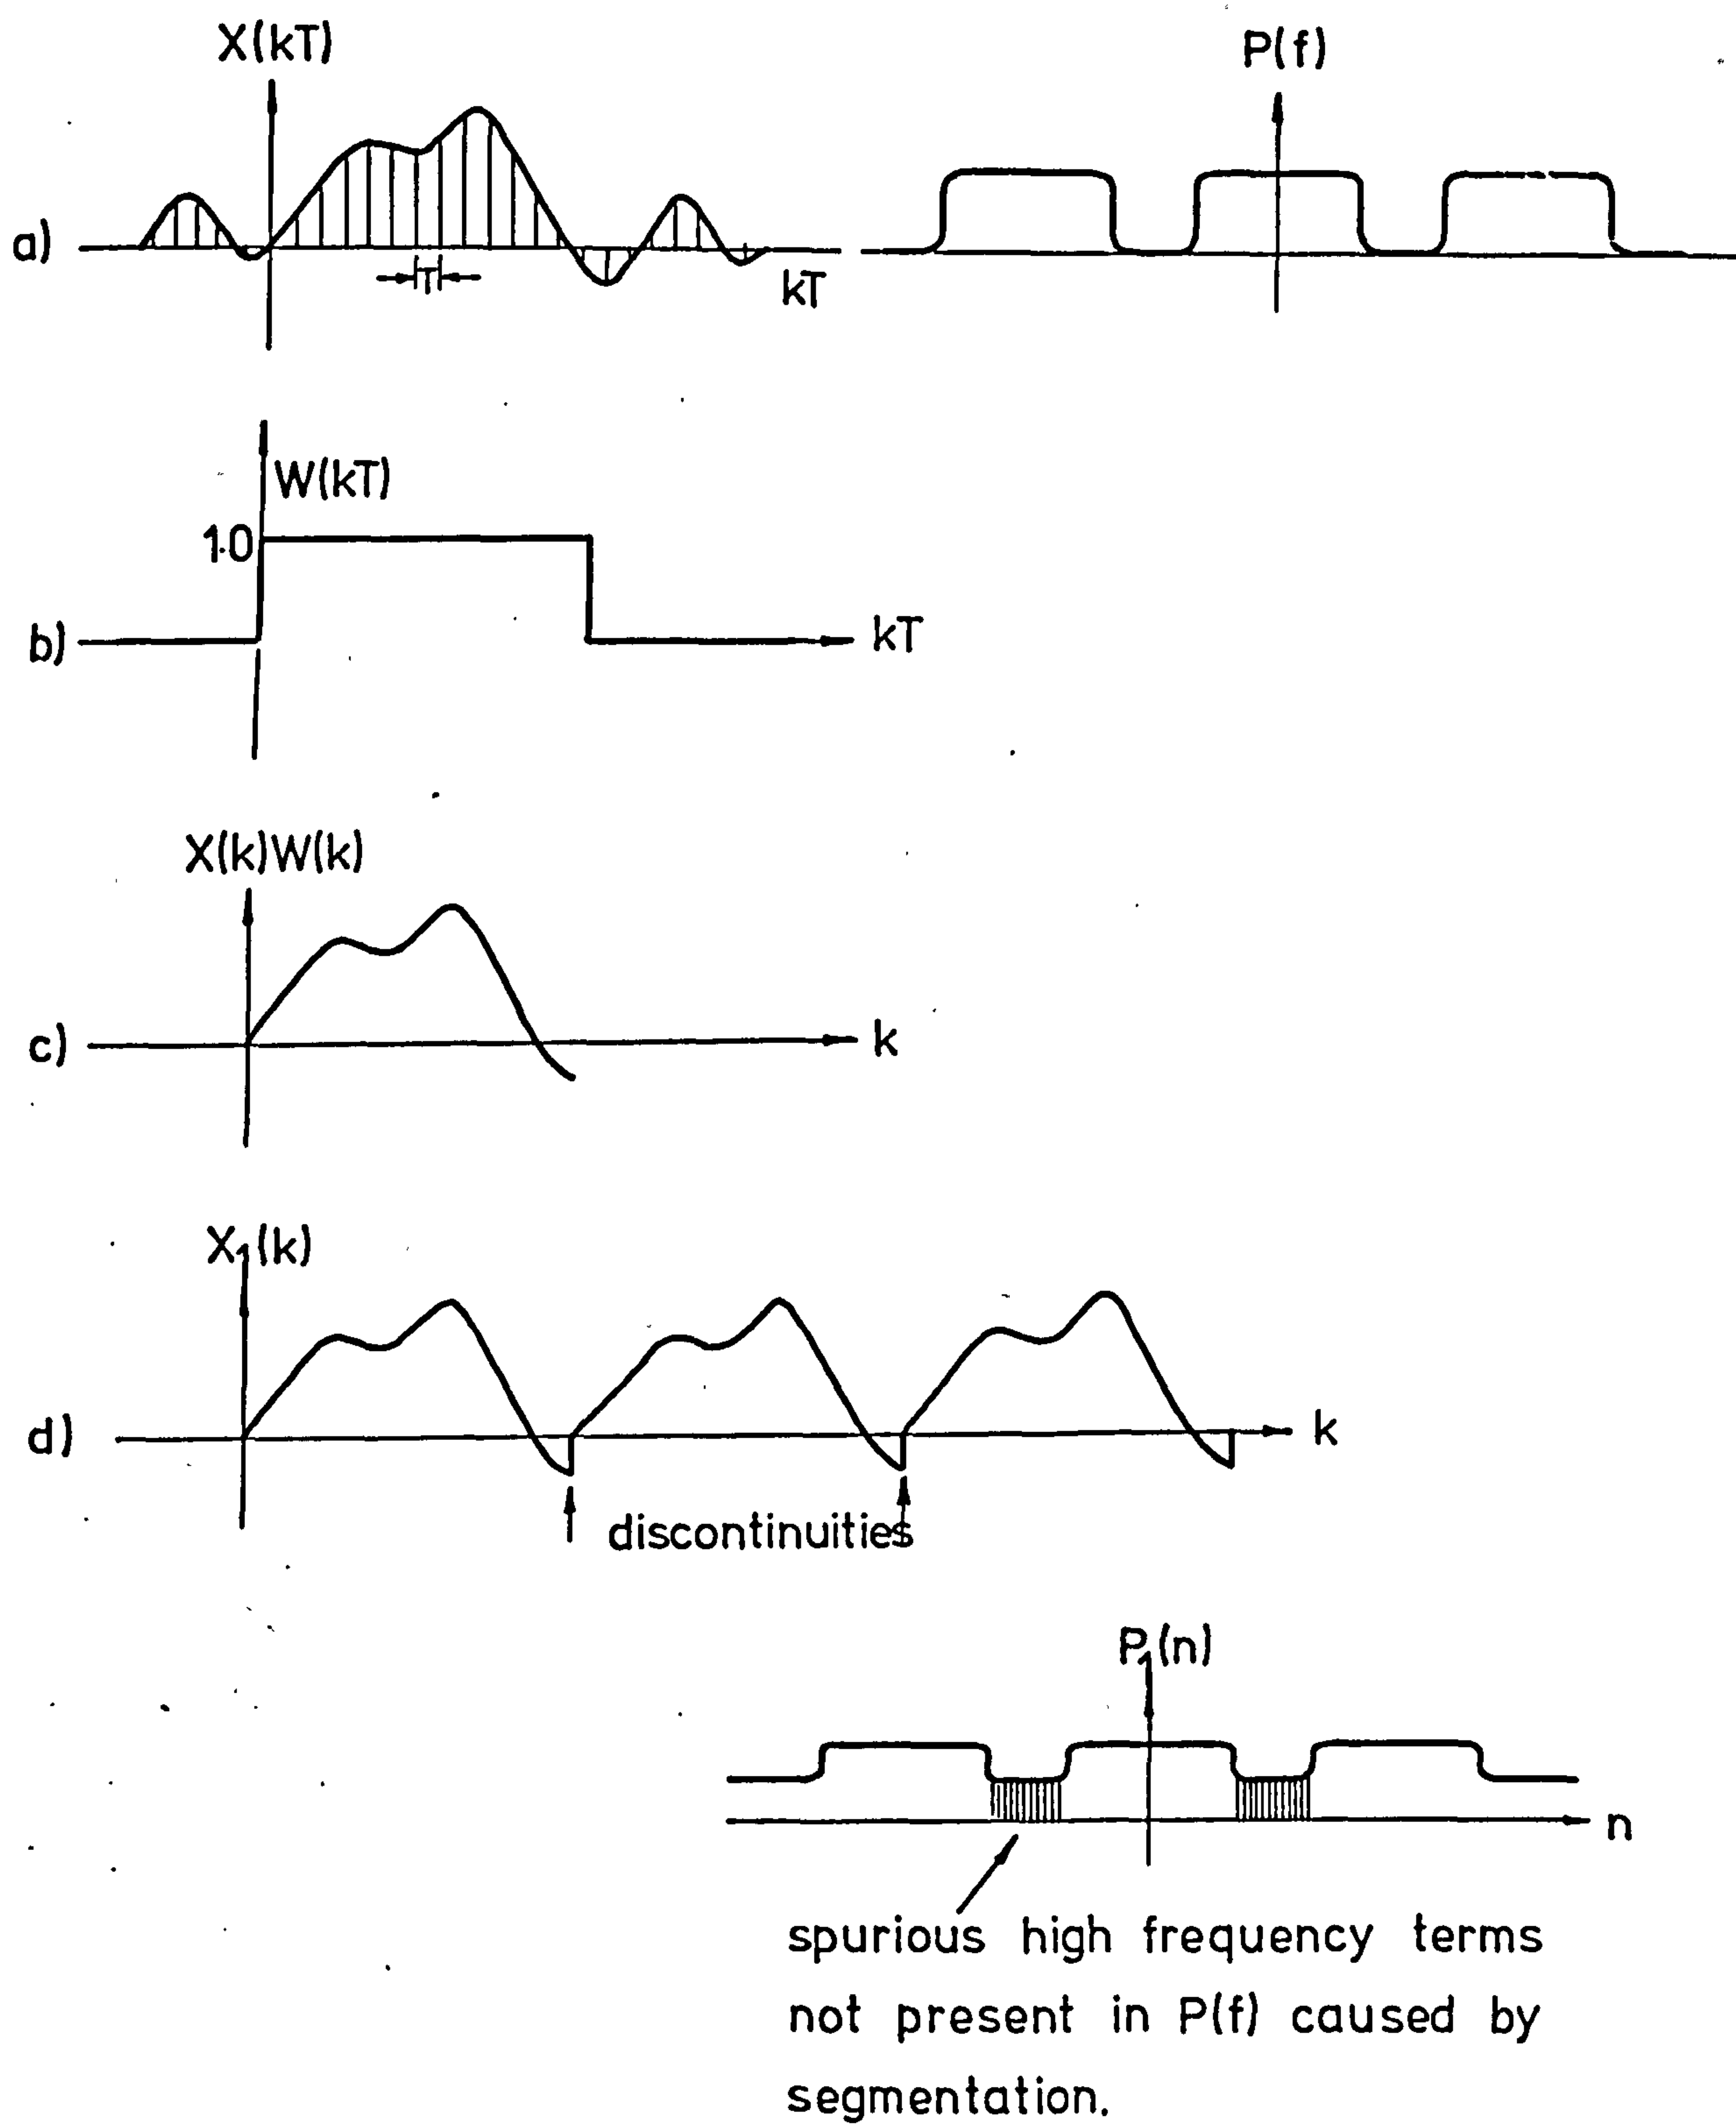 X(kT)
P(f)
a)
T
kT
W(kT)
1.0
b)
kT
X(k)W(k)
c)
k
X₁(k)
d)
k
discontinuities
P₁(n)
n
spurious high frequency terms
not present in P(f) caused by
segmentation.